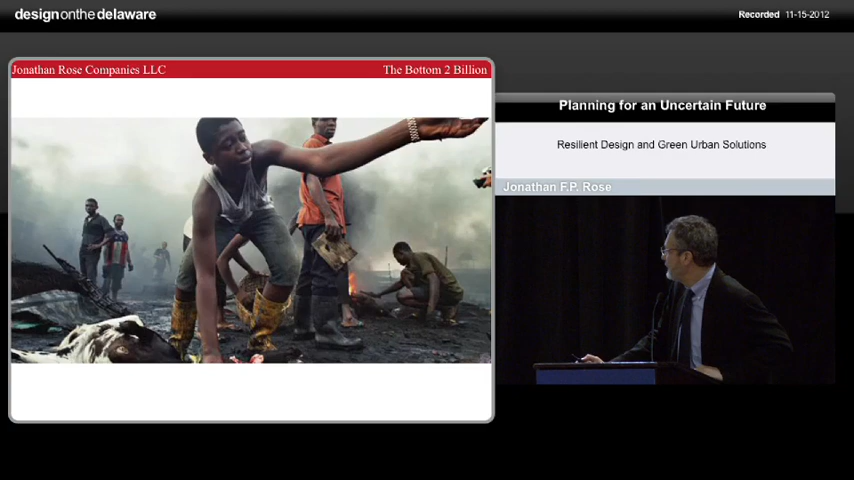 designonthedelaware
Recorded 11-15-2012
Jonathan Rose Companies LLC The Bottom 2 Billion
Planning for an Uncertain Future
Resilient Design and Green Urban Solutions
Jonathan F.P. Rose